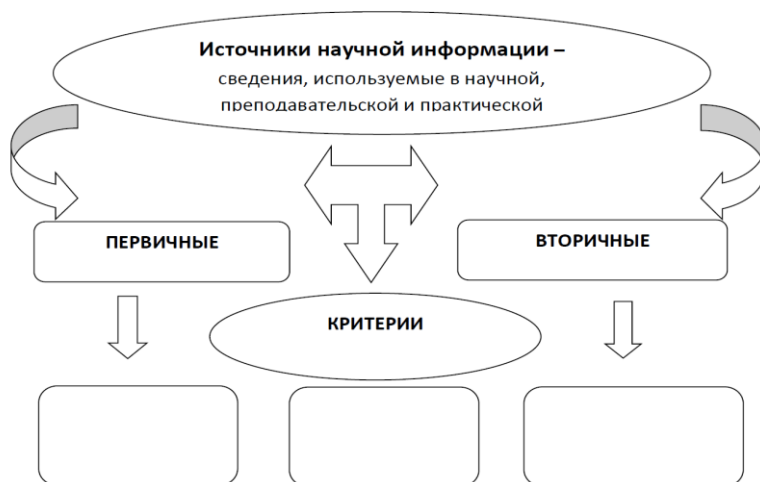 Источники научной информации –
сведения, используемые в научной,
преподавательской и практической
ПЕРВИЧНЫЕ
ВТОРИЧНЫЕ
КРИТЕРИИ